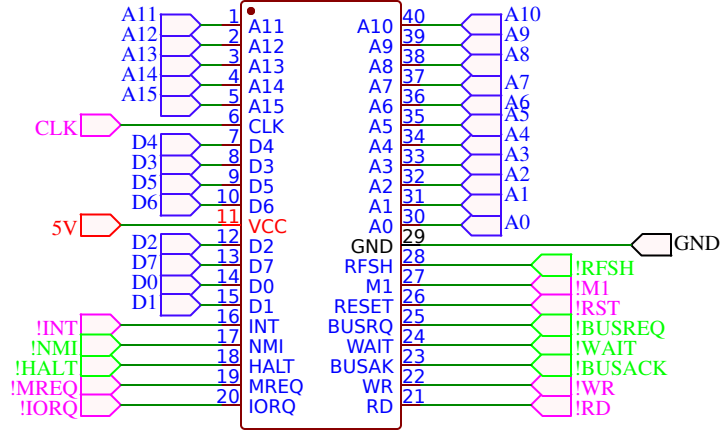 A11 1 A11 A10 40 A10
A12 2 A12 A9 39 A9
A13 3 A13 A8 38 A8
A14 4 A14 A7 37 A7
A15 5 A15 A6 36 A6
CLK 6 CLK A5 35 A5
D4 7 D4 A4 34 A4
D3 8 D3 A3 33 A3
D5 9 D5 A2 32 A2
D6 10 D6 A1 31 A1
5V 11 VCC A0 30 A0
D2 12 D2 GND 29 GND
D7 13 D7 RFSH 28 !RFSH
D0 14 D0 M1 27 !M1
D1 15 D1 RESET 26 !RST
!INT 16 INT BUSRQ 25 !BUSREQ
!NMI 17 NMI WAIT 24 !WAIT
!HALT 18 HALT BUSAK 23 !BUSACK
!MREQ 19 MREQ WR 22 !WR
!IORQ 20 IORQ RD 21 !RD